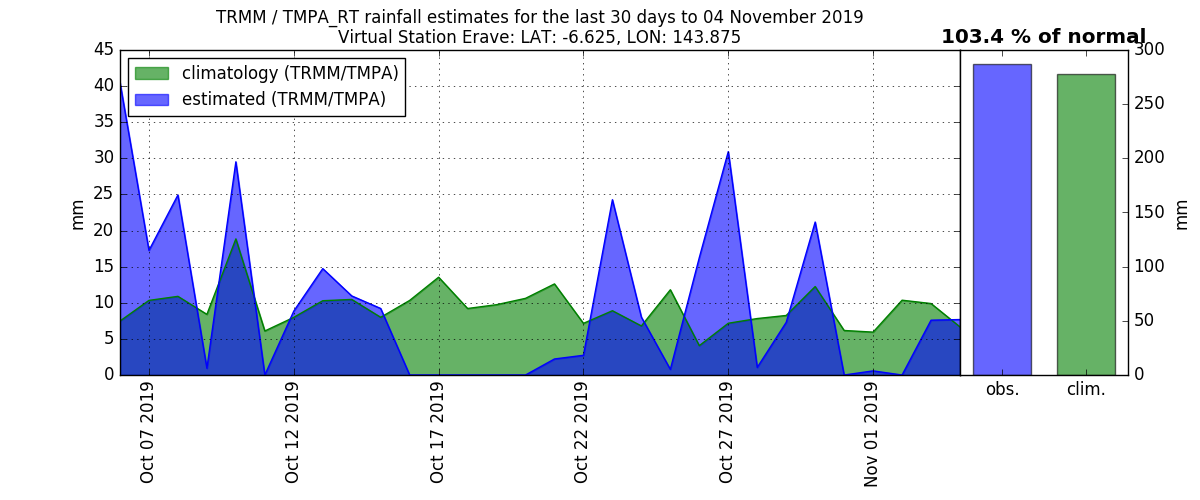 TRMM / TMPA_RT rainfall estimates for the last 30 days to 04 November 2019
Virtual Station Erave: LAT: -6.625, LON: 143.875
103.4 % of normal
climatology (TRMM/TMPA)
estimated (TRMM/TMPA)
45
40
35
30
25
20
15
10
5
0
mm
Oct 07 2019
Oct 12 2019
Oct 17 2019
Oct 22 2019
Oct 27 2019
Nov 01 2019
300
250
200
150
100
50
0
mm
obs.
clim.